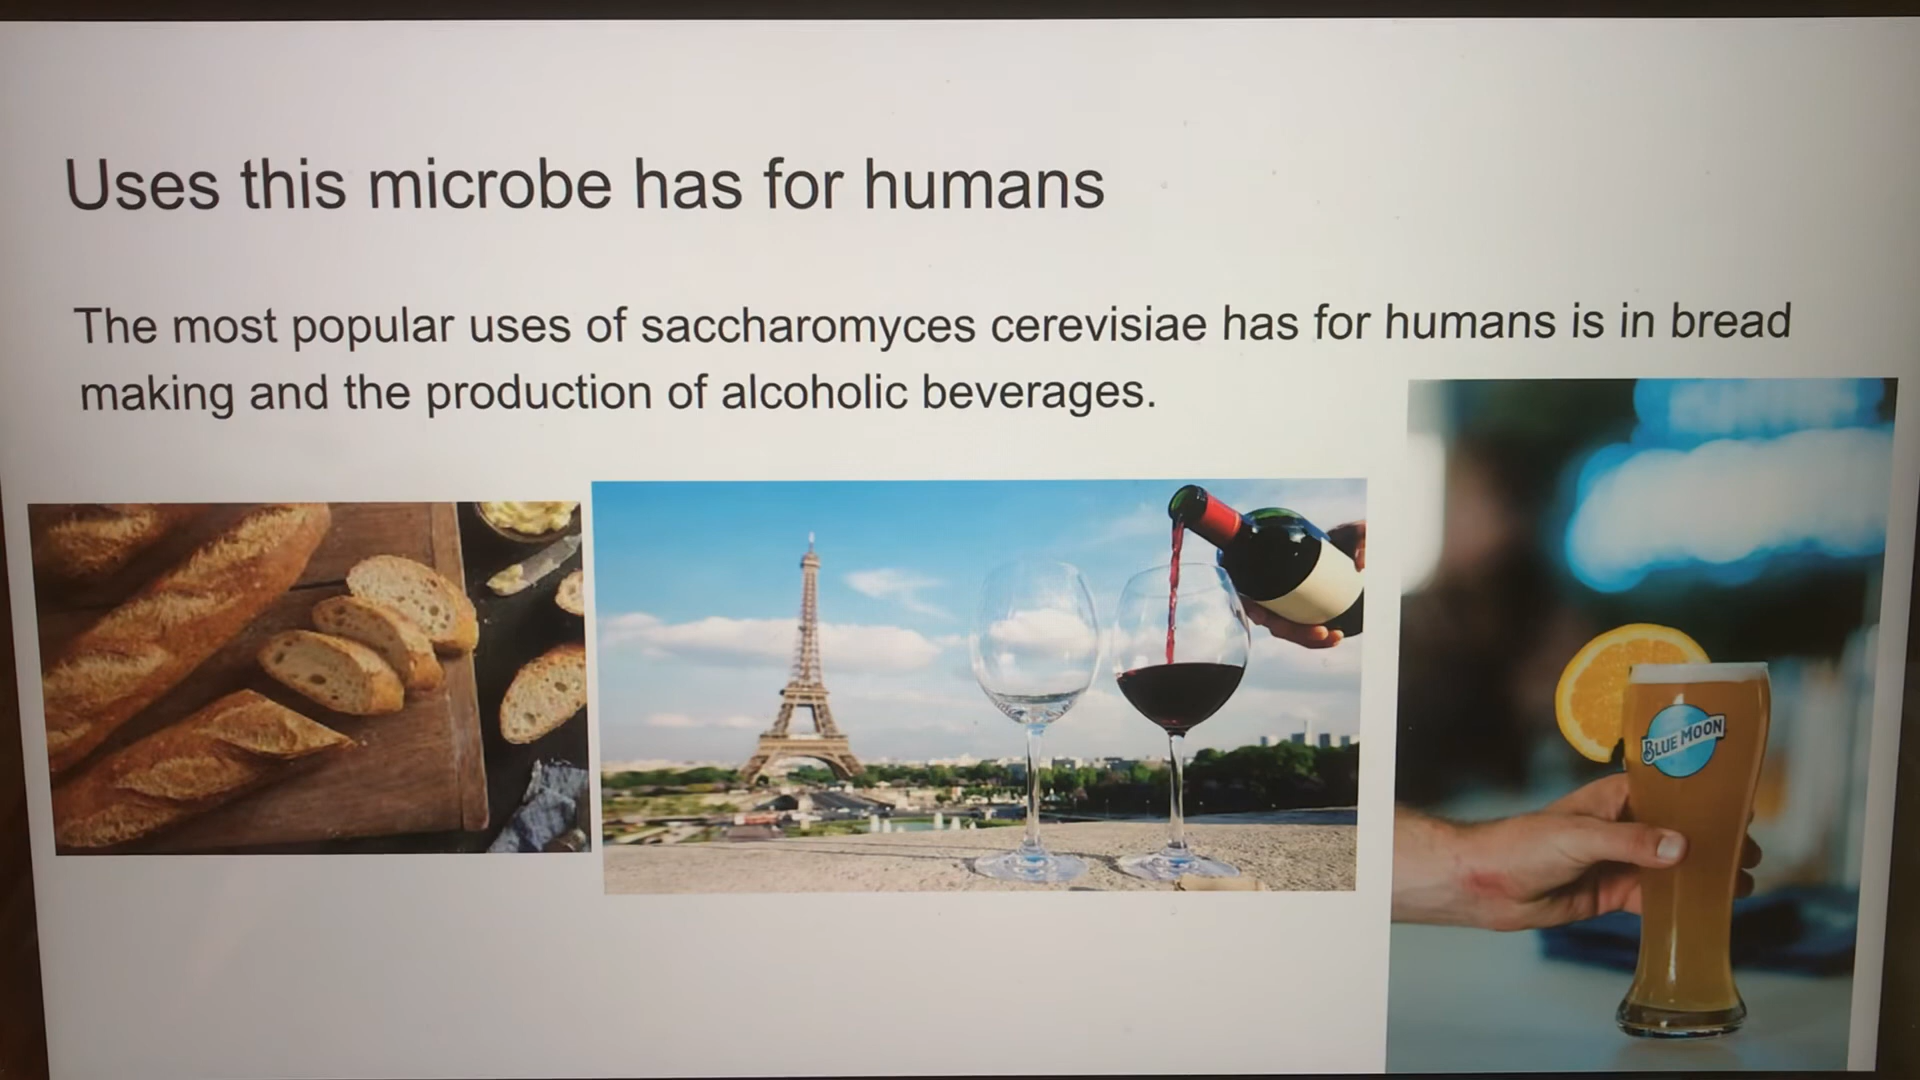 Uses this microbe has for humans
The most popular uses of saccharomyces cerevisiae has for humans is in bread
making and the production of alcoholic beverages.
BLUE MOON